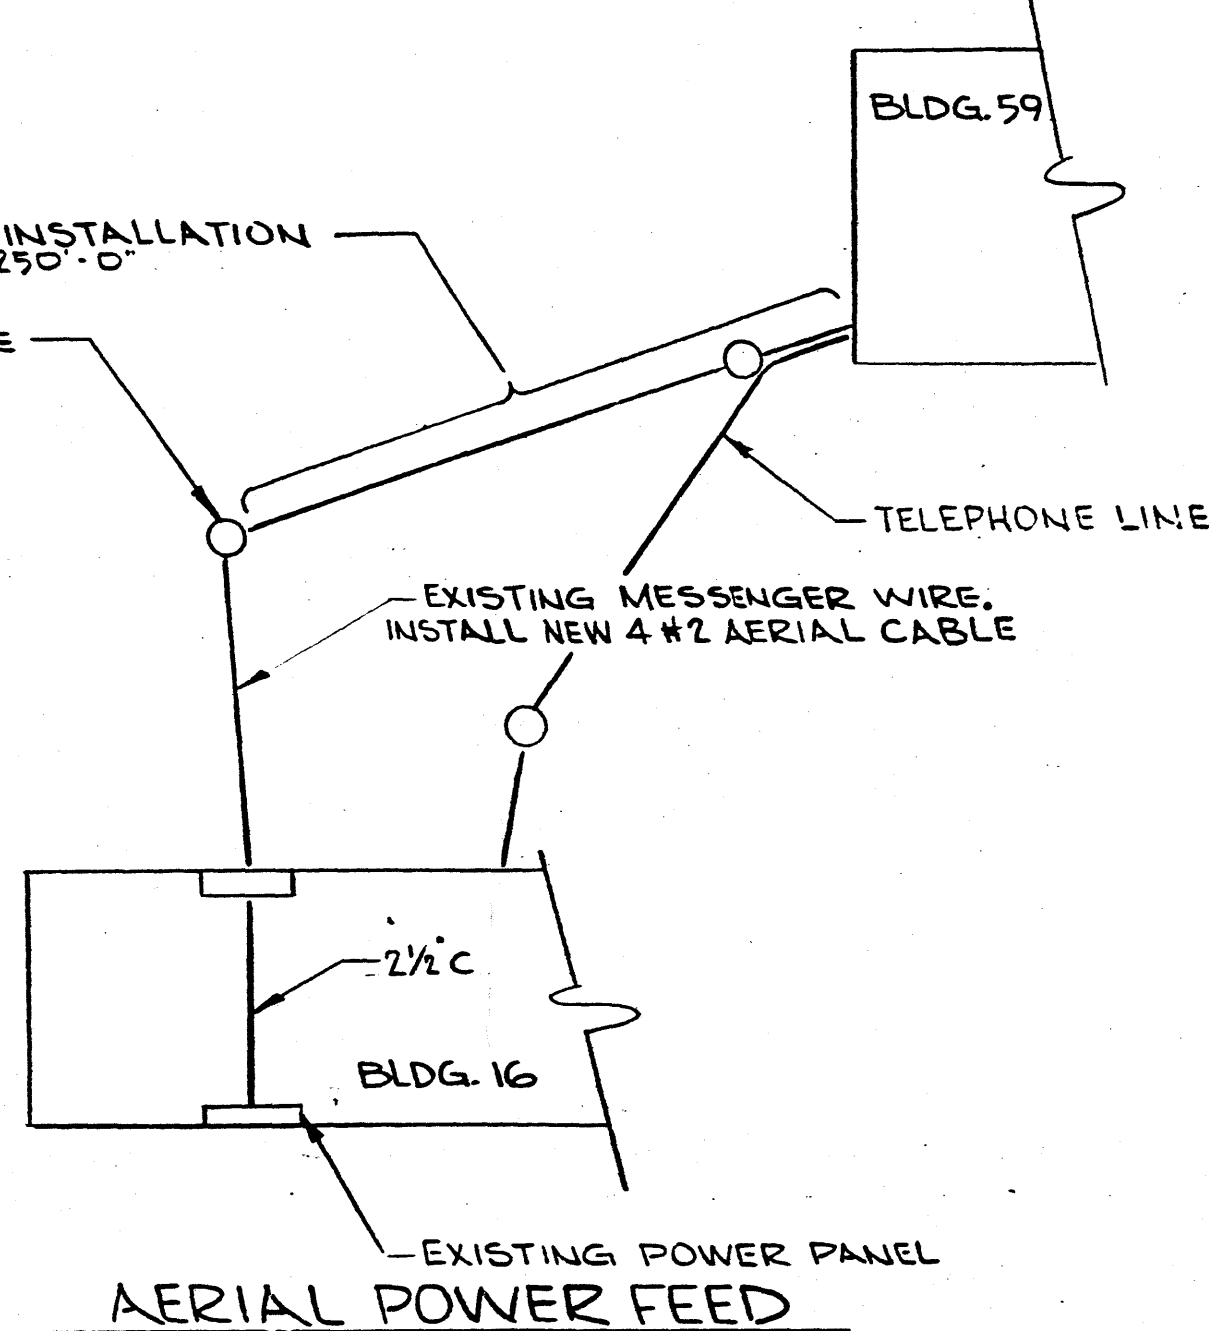 BLDG. 59
INSTALLATION
250'-0"
E
TELEPHONE LINE
EXISTING MESSENGER WIRE.
INSTALL NEW 4 #2 AERIAL CABLE
2½" C
BLDG. 16
EXISTING POWER PANEL
AERIAL POWER FEED